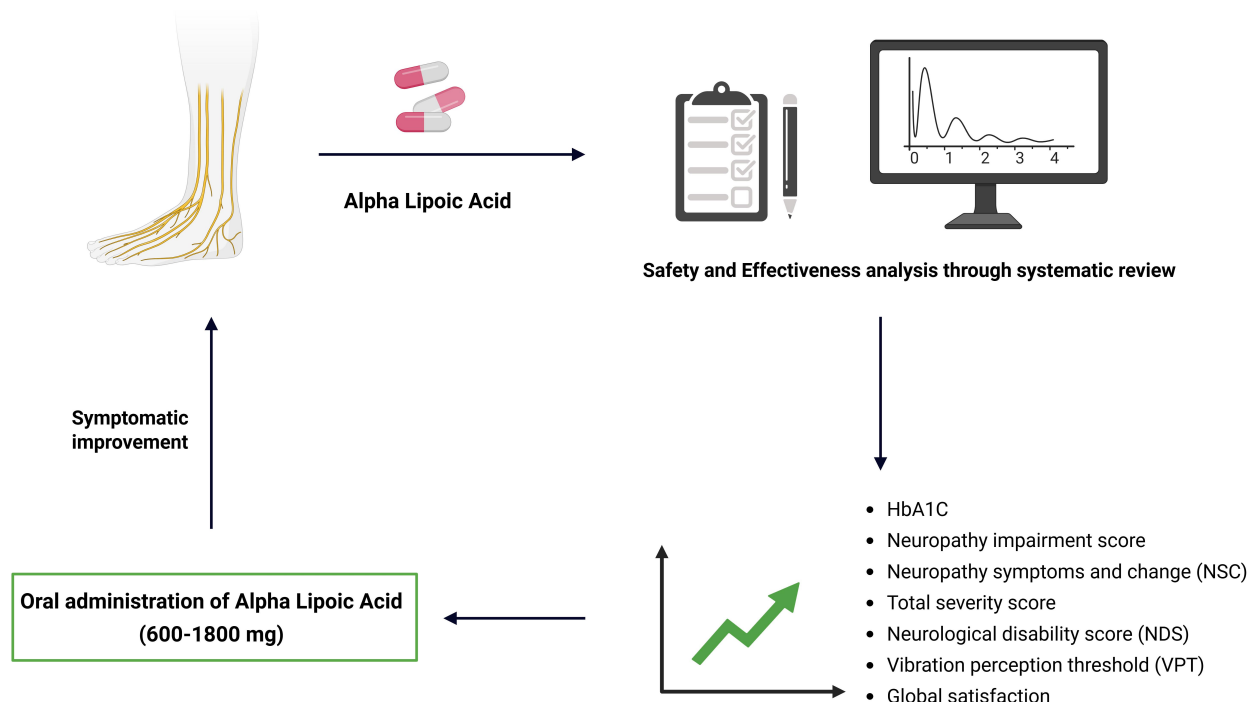 0 1 2 3 4
Alpha Lipoic Acid
Safety and Effectiveness analysis through systematic review
Symptomatic
improvement
• HbA1C
• Neuropathy impairment score
• Neuropathy symptoms and change (NSC)
• Total severity score
• Neurological disability score (NDS)
• Vibration perception threshold (VPT)
• Global satisfaction
Oral administration of Alpha Lipoic Acid
(600-1800 mg)